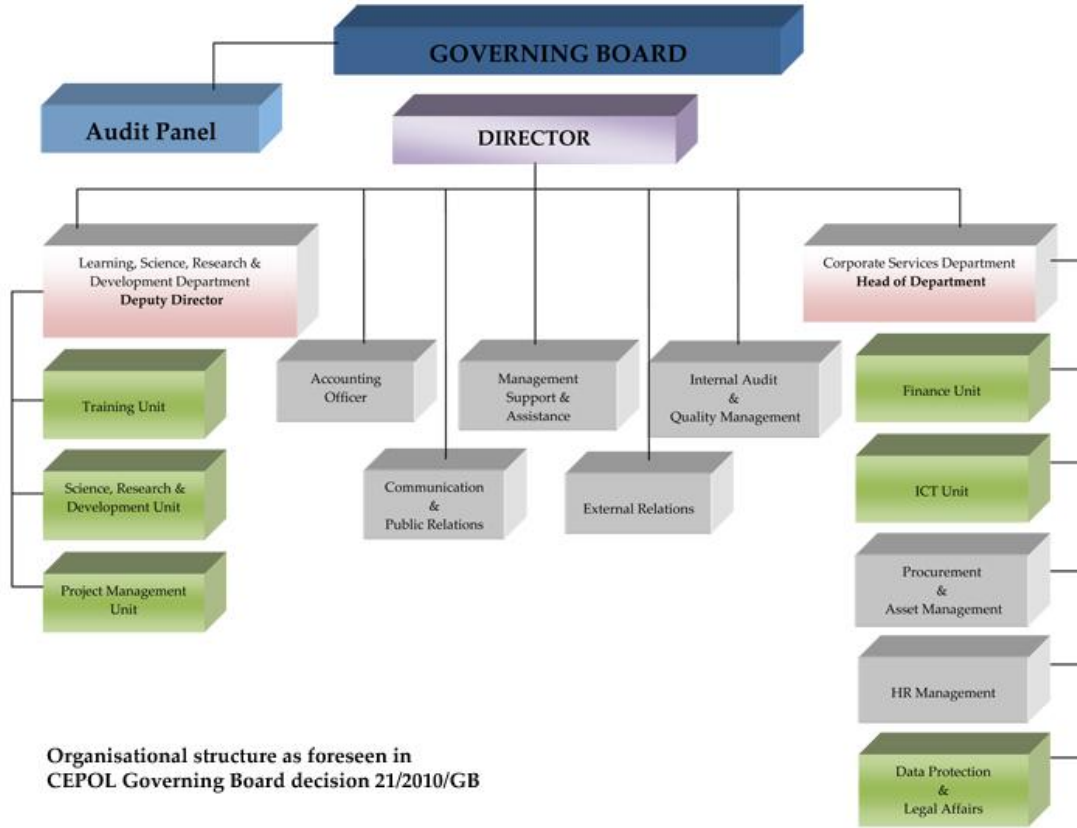 GOVERNING BOARD
Audit Panel
DIRECTOR
Learning, Science, Research &
Development Department
Deputy Director
Corporate Services Department
Head of Department
Accounting
Officer
Management
Support &
Assistance
Internal Audit
&
Quality Management
Communication
&
Public Relations
External Relations
Training Unit
Science, Research &
Development Unit
Project Management
Unit
Finance Unit
ICT Unit
Procurement
&
Asset Management
HR Management
Data Protection
&
Legal Affairs
Organisational structure as foreseen in
CEPOL Governing Board decision 21/2010/GB